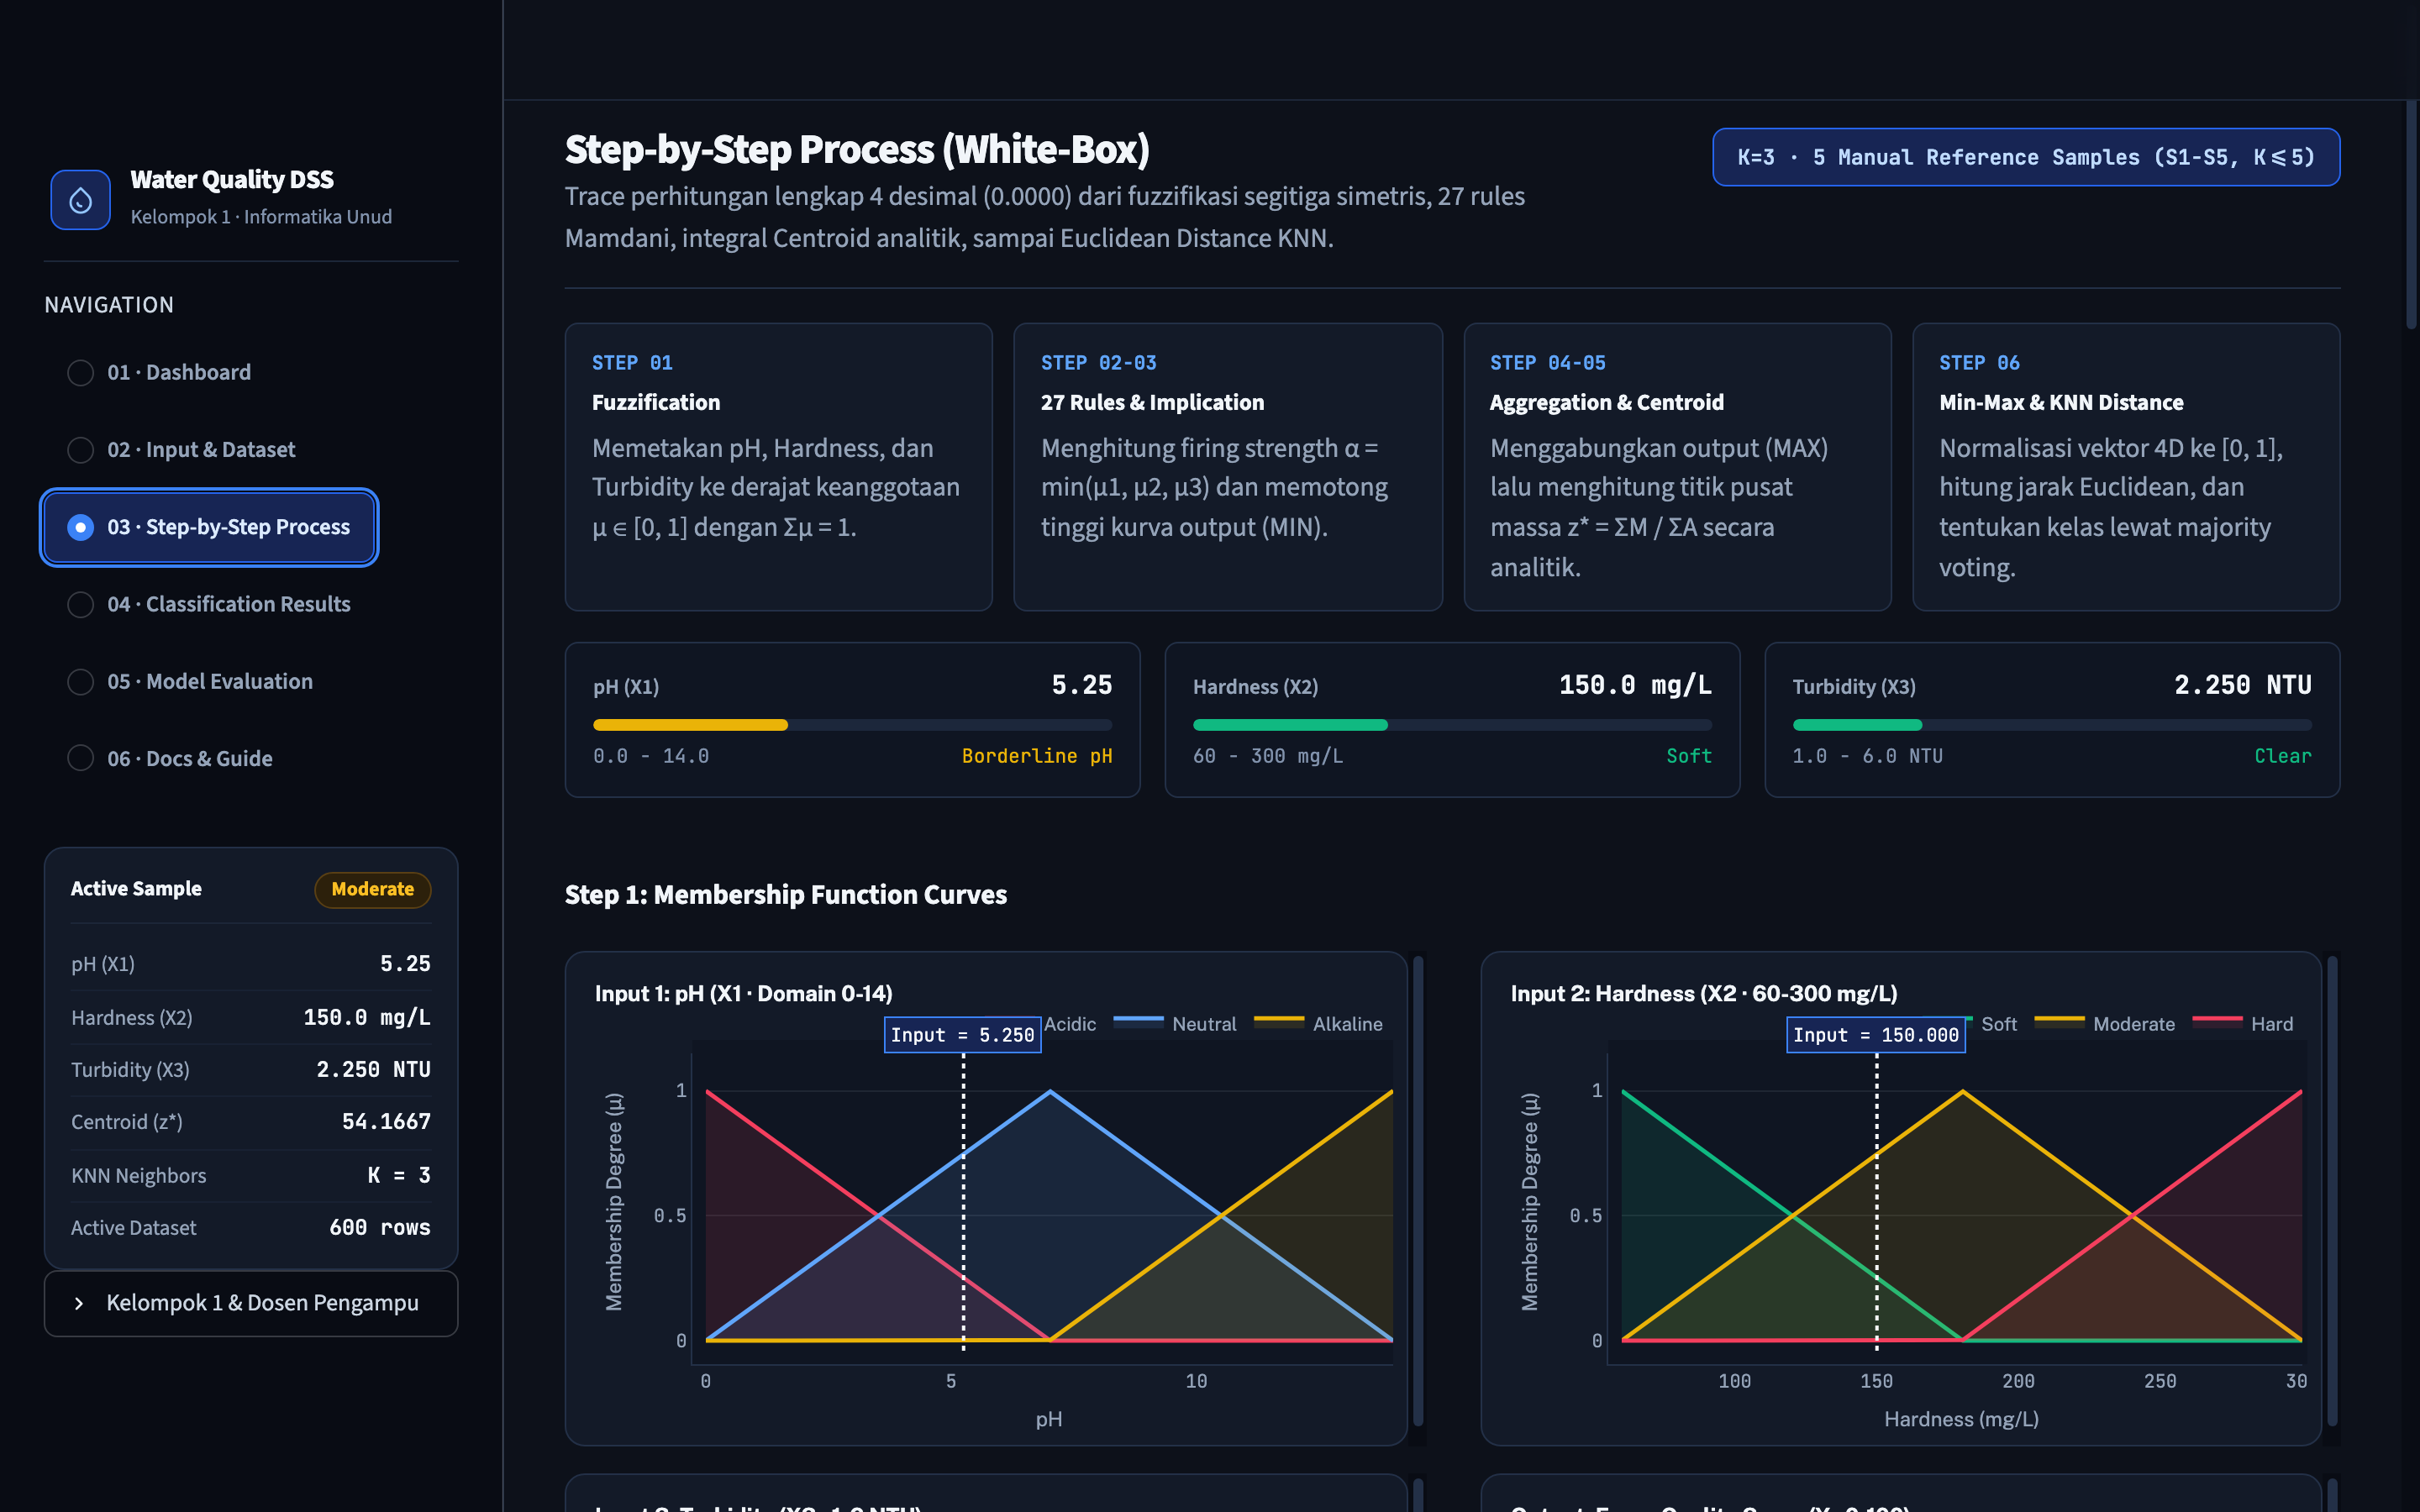 Water Quality DSS
Kelompok 1 · Informatika Unud
NAVIGATION
01 · Dashboard
02 · Input & Dataset
03 · Step-by-Step Process
04 · Classification Results
05 · Model Evaluation
06 · Docs & Guide
Active Sample
Moderate
pH (X1)
5.25
Hardness (X2)
150.0 mg/L
Turbidity (X3)
2.250 NTU
Centroid (z*)
54.1667
KNN Neighbors
K = 3
Active Dataset
600 rows
Kelompok 1 & Dosen Pengampu
Step-by-Step Process (White-Box)
Trace perhitungan lengkap 4 desimal (0.0000) dari fuzzifikasi segitiga simetris, 27 rules
Mamdani, integral Centroid analitik, sampai Euclidean Distance KNN.
K=3 · 5 Manual Reference Samples (S1-S5, K⩽5)
STEP 01
Fuzzification
Memetakan pH, Hardness, dan
Turbidity ke derajat keanggotaan
µ ∈ [0, 1] dengan Σµ = 1.
STEP 02-03
27 Rules & Implication
Menghitung firing strength α =
min(µ1, µ2, µ3) dan memotong
tinggi kurva output (MIN).
STEP 04-05
Aggregation & Centroid
Menggabungkan output (MAX)
lalu menghitung titik pusat
massa z* = ΣM / ΣA secara
analitik.
STEP 06
Min-Max & KNN Distance
Normalisasi vektor 4D ke [0, 1],
hitung jarak Euclidean, dan
tentukan kelas lewat majority
voting.
pH (X1)
5.25
0.0 - 14.0
Borderline pH
Hardness (X2)
150.0 mg/L
60 - 300 mg/L
Soft
Turbidity (X3)
2.250 NTU
1.0 - 6.0 NTU
Clear
Step 1: Membership Function Curves
Input 1: pH (X1 · Domain 0-14)
Input = 5.250
Acidic
Neutral
Alkaline
Membership Degree (µ)
1
0.5
0
0
5
10
pH
Input 2: Hardness (X2 · 60-300 mg/L)
Input = 150.000
Soft
Moderate
Hard
Membership Degree (µ)
1
0.5
0
100
150
200
250
30
Hardness (mg/L)